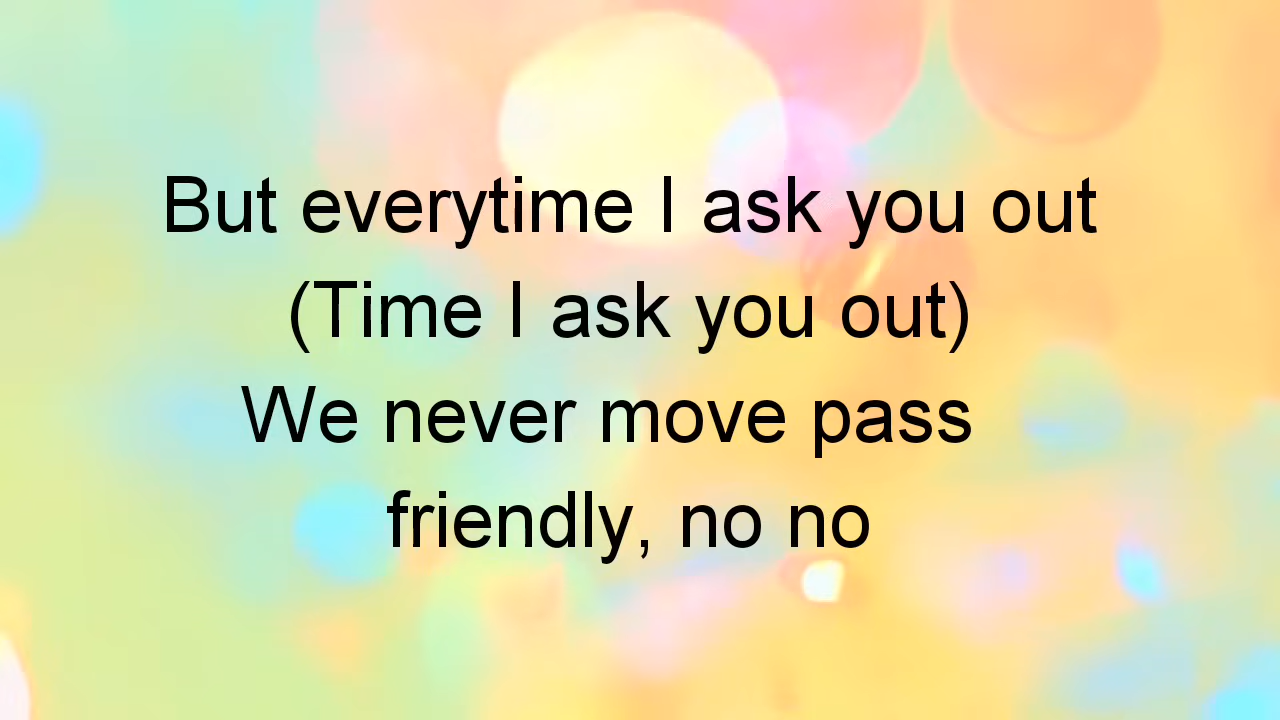 But everytime I ask you out
(Time I ask you out)
We never move pass
friendly, no no